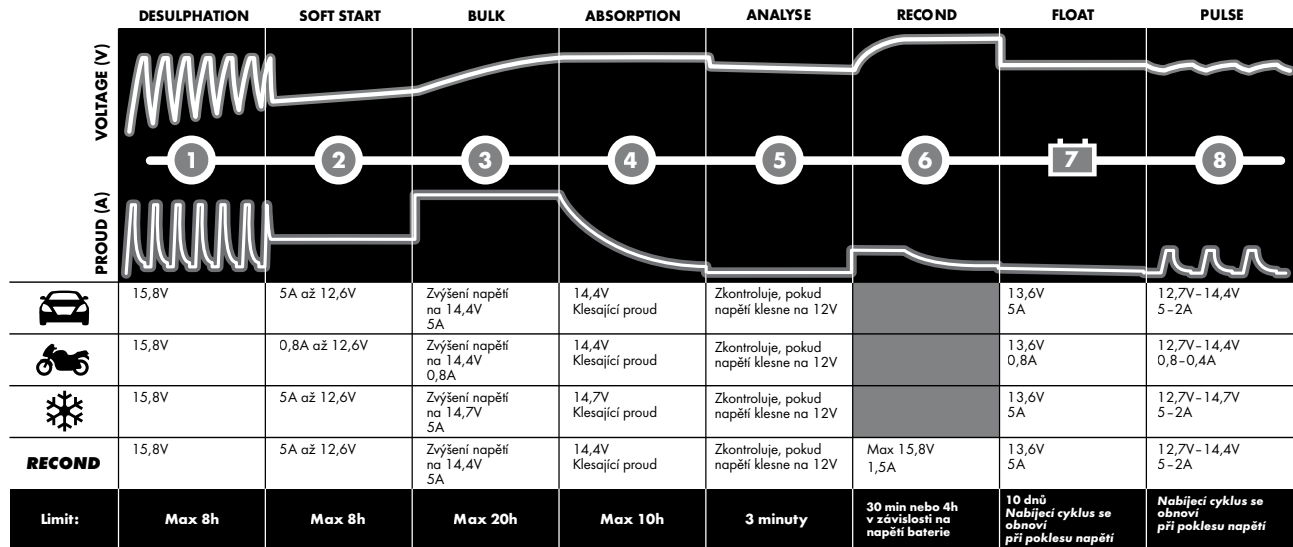 DESULPHATION SOFT START BULK ABSORPTION ANALYSE RECOND FLOAT PULSE
VOLTAGE (V)
1 2 3 4 5 6 7 8
PROUD (A)
15,8V 5A až 12,6V Zvýšení napětí 14,4V Zkontroluje, pokud 13,6V 12,7V–14,4V
na 14,4V Klesající proud napětí klesne na 12V 5A 5–2A
5A
15,8V 0,8A až 12,6V Zvýšení napětí 14,4V Zkontroluje, pokud 13,6V 12,7V–14,4V
na 14,4V Klesající proud napětí klesne na 12V 0,8A 0,8–0,4A
0,8A
15,8V 5A až 12,6V Zvýšení napětí 14,7V Zkontroluje, pokud 13,6V 12,7V–14,7V
na 14,7V Klesající proud napětí klesne na 12V 5A 5–2A
5A
RECOND 15,8V 5A až 12,6V Zvýšení napětí 14,4V Zkontroluje, pokud Max 15,8V 13,6V 12,7V–14,4V
na 14,4V Klesající proud napětí klesne na 12V 1,5A 5A 5–2A
5A
Limit: Max 8h Max 8h Max 20h Max 10h 3 minuty
30 min nebo 4h
v závislosti na
napětí baterie
10 dnů
Nabíjecí cyklus se
obnoví
při poklesu napětí
Nabíjecí cyklus se
obnoví
při poklesu napětí